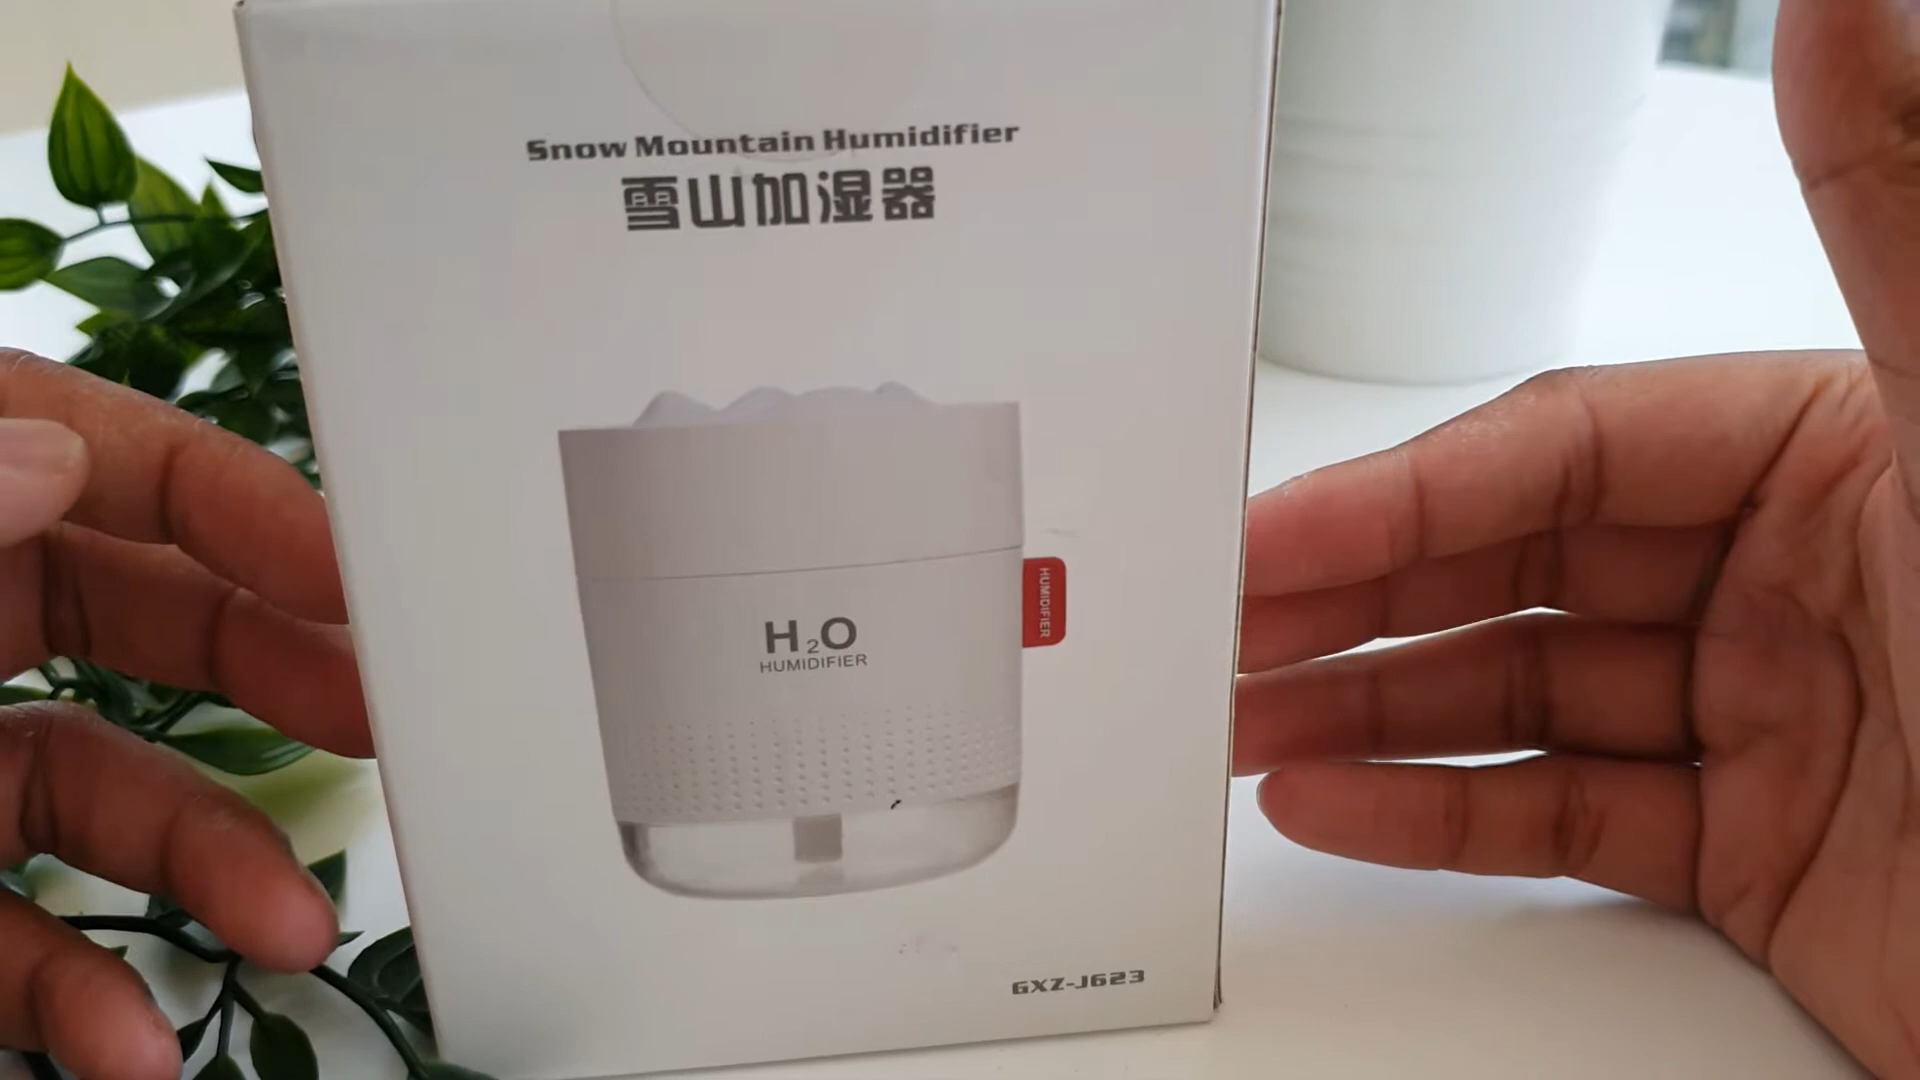 Snow Mountain Humidifier
雪山加湿器
HUMIDIFIER
H₂O
HUMIDIFIER
GXZ-J623